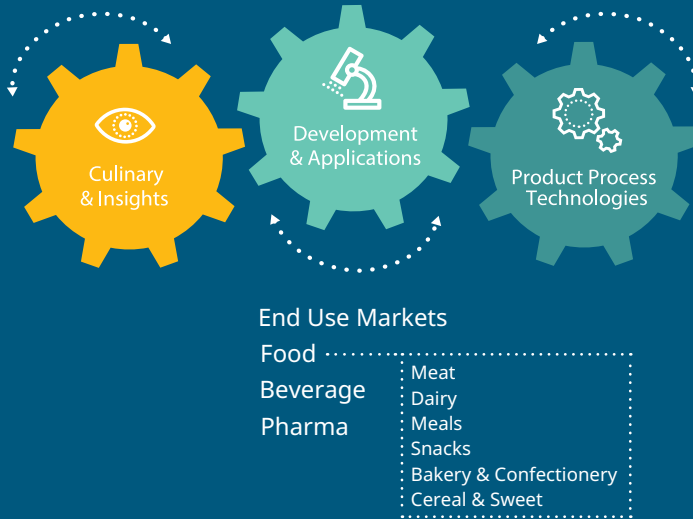 Culinary
& Insights
Development
& Applications
Product Process
Technologies
End Use Markets
Food
Beverage
Pharma
Meat
Dairy
Meals
Snacks
Bakery & Confectionery
Cereal & Sweet